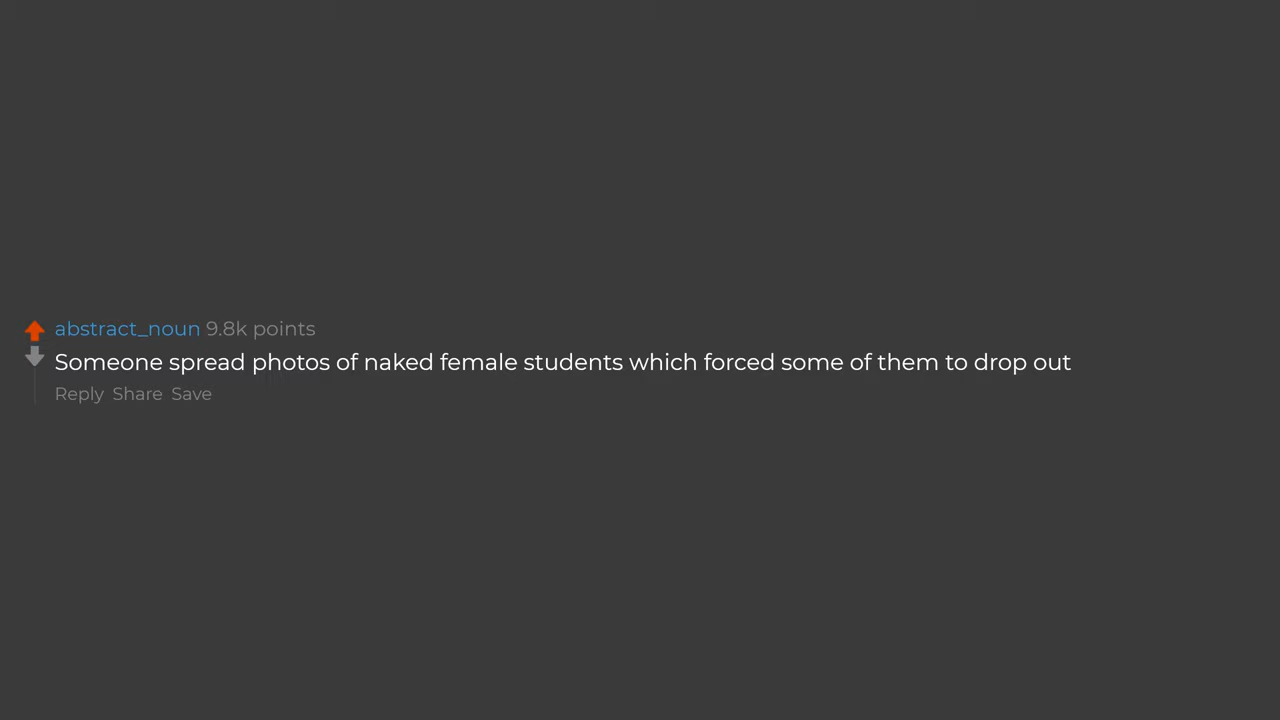 abstract_noun 9.8k points
Someone spread photos of naked female students which forced some of them to drop out
Reply Share Save